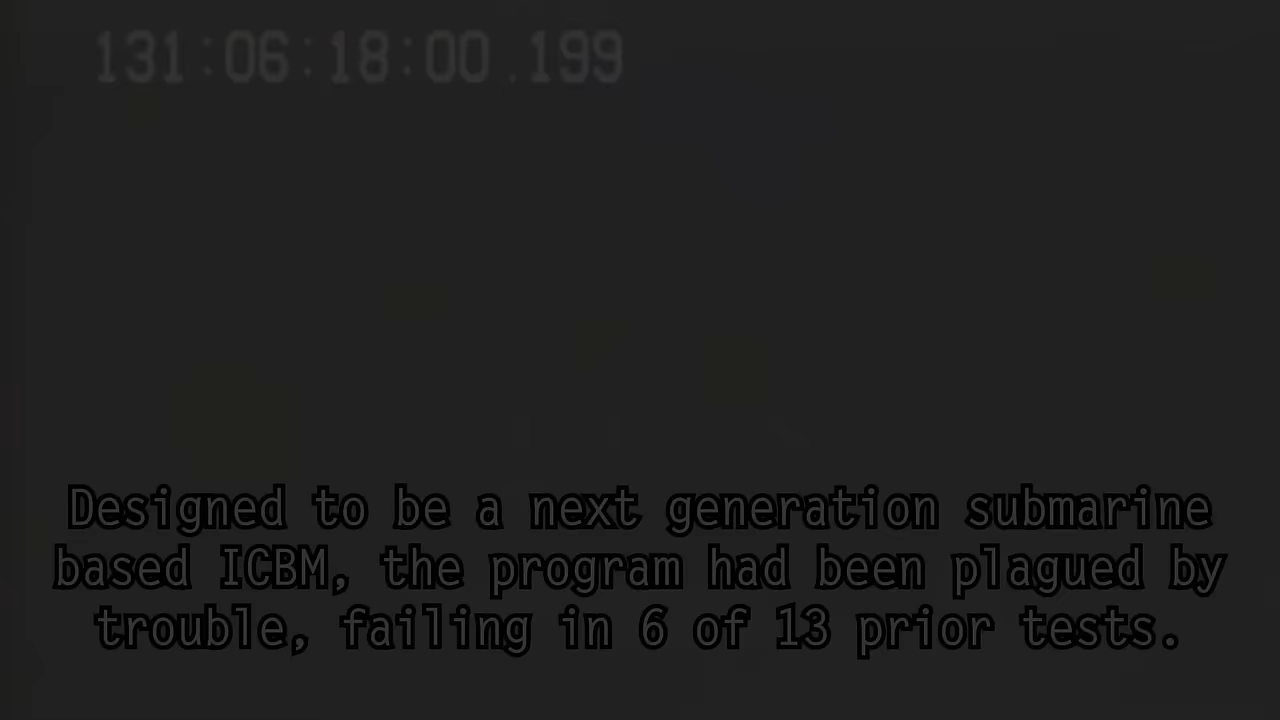 131:06:18:00.199
Designed to be a next generation submarine
based ICBM, the program had been plagued by
trouble, failing in 6 of 13 prior tests.